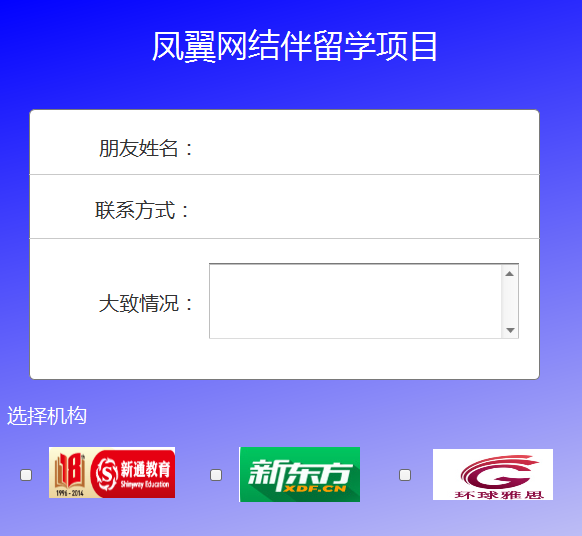 凤翼网结伴留学项目
朋友姓名：
联系方式：
大致情况：
选择机构
18
1996 - 2014
新通教育
Shinyway Education
新东方
XDF.CN
环球雅思